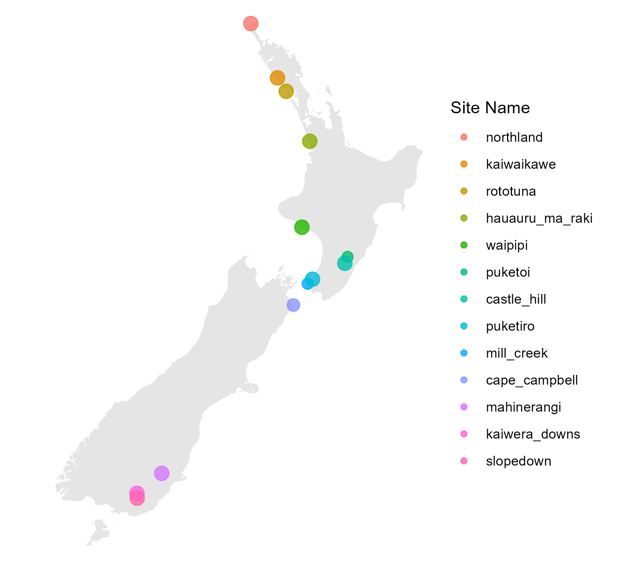 Site Name
northland
kaiwaikawe
rototuna
hauauru_ma_raki
waipipi
puketoi
castle_hill
puketiro
mill_creek
cape_campbell
mahinerangi
kaiwera_downs
slopedown